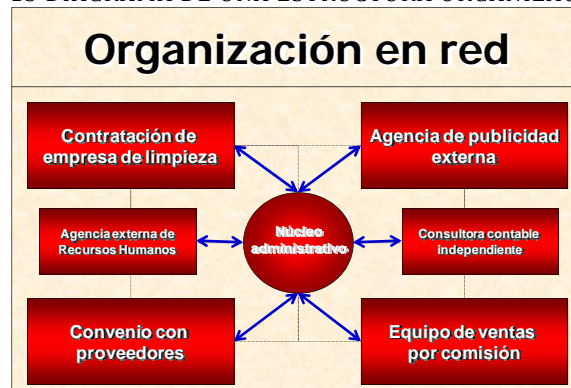 Organización en red
Contratación de
empresa de limpieza
Agencia de publicidad
externa
Agencia externa de
Recursos Humanos
Núcleo
administrativo
Consultora contable
independiente
Convenio con
proveedores
Equipo de ventas
por comisión